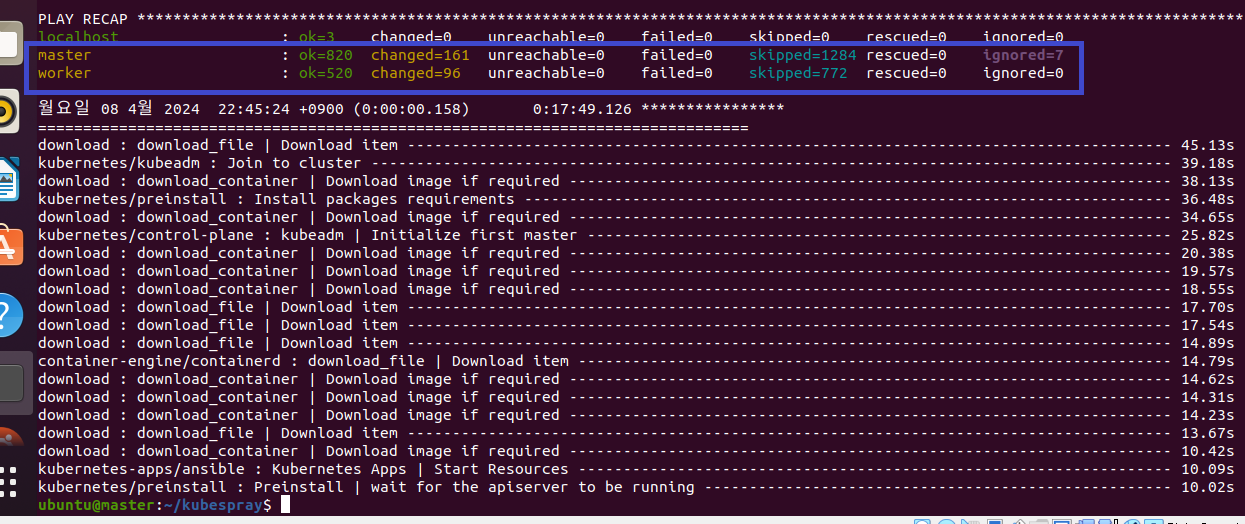 PLAY RECAP *****************************************************************************************************************************
localhost                  : ok=3    changed=0    unreachable=0    failed=0    skipped=0    rescued=0    ignored=0
master                     : ok=820  changed=161  unreachable=0    failed=0    skipped=1284 rescued=0    ignored=7
worker                     : ok=520  changed=96   unreachable=0    failed=0    skipped=772  rescued=0    ignored=0
월요일 08 4월 2024  22:45:24 +0900 (0:00:00.158)       0:17:49.126 ****************
===============================================================================
download : download_file | Download item ------------------------------------------------------------------------------------- 45.13s
kubernetes/kubeadm : Join to cluster ----------------------------------------------------------------------------------------- 39.18s
download : download_container | Download image if required ------------------------------------------------------------------- 38.13s
kubernetes/preinstall : Install packages requirements ------------------------------------------------------------------------ 36.48s
download : download_container | Download image if required ------------------------------------------------------------------- 34.65s
kubernetes/control-plane : kubeadm | Initialize first master ----------------------------------------------------------------- 25.82s
download : download_container | Download image if required ------------------------------------------------------------------- 20.38s
download : download_container | Download image if required ------------------------------------------------------------------- 19.57s
download : download_container | Download image if required ------------------------------------------------------------------- 18.55s
download : download_file | Download item ------------------------------------------------------------------------------------- 17.70s
download : download_file | Download item ------------------------------------------------------------------------------------- 17.54s
download : download_file | Download item ------------------------------------------------------------------------------------- 14.89s
container-engine/containerd : download_file | Download item ------------------------------------------------------------------ 14.79s
download : download_container | Download image if required ------------------------------------------------------------------- 14.62s
download : download_container | Download image if required ------------------------------------------------------------------- 14.31s
download : download_container | Download image if required ------------------------------------------------------------------- 14.23s
download : download_file | Download item ------------------------------------------------------------------------------------- 13.67s
download : download_container | Download image if required ------------------------------------------------------------------- 10.42s
kubernetes-apps/ansible : Kubernetes Apps | Start Resources ------------------------------------------------------------------ 10.09s
kubernetes/preinstall : Preinstall | wait for the apiserver to be running ---------------------------------------------------- 10.02s
ubuntu@master:~/kubespray$